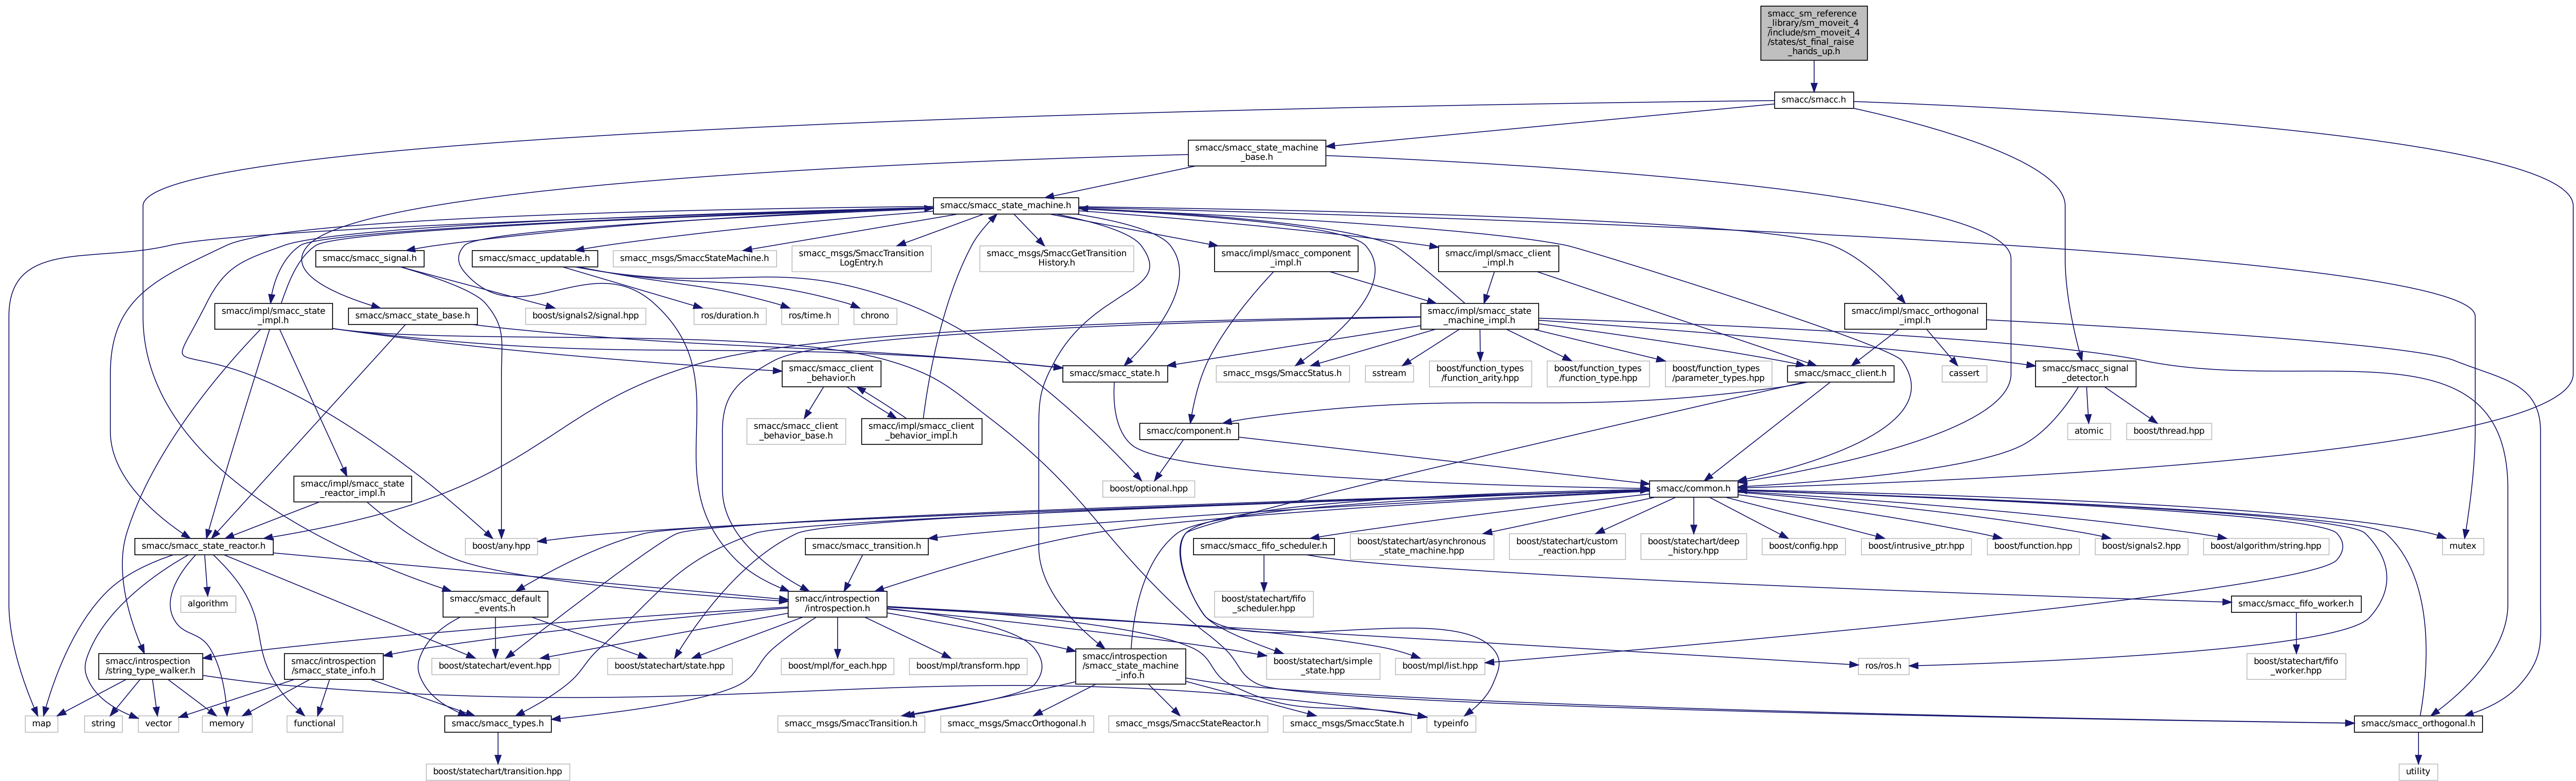 smacc_sm_reference
_library/sm_moveit_4
/include/sm_moveit_4
/states/st_final_raise
_hands_up.h
smacc/smacc.h
smacc/smacc_state_machine
_base.h
smacc/smacc_state_machine.h
smacc/smacc_signal.h
smacc/smacc_updatable.h
smacc_msgs/SmaccStateMachine.h
smacc_msgs/SmaccTransition
LogEntry.h
smacc_msgs/SmaccGetTransition
History.h
smacc/impl/smacc_component
_impl.h
smacc/impl/smacc_client
_impl.h
smacc/impl/smacc_state
_impl.h
smacc/smacc_state_base.h
boost/signals2/signal.hpp
ros/duration.h
ros/time.h
chrono
smacc/impl/smacc_state
_machine_impl.h
smacc/impl/smacc_orthogonal
_impl.h
smacc/smacc_client
_behavior.h
smacc/smacc_state.h
smacc_msgs/SmaccStatus.h
sstream
boost/function_types
/function_arity.hpp
boost/function_types
/function_type.hpp
boost/function_types
/parameter_types.hpp
smacc/smacc_client.h
cassert
smacc/smacc_signal
_detector.h
smacc/smacc_client
_behavior_base.h
smacc/impl/smacc_client
_behavior_impl.h
smacc/component.h
atomic
boost/thread.hpp
smacc/impl/smacc_state
_reactor_impl.h
boost/optional.hpp
smacc/common.h
smacc/smacc_state_reactor.h
boost/any.hpp
smacc/smacc_transition.h
smacc/smacc_fifo_scheduler.h
boost/statechart/asynchronous
_state_machine.hpp
boost/statechart/custom
_reaction.hpp
boost/statechart/deep
_history.hpp
boost/config.hpp
boost/intrusive_ptr.hpp
boost/function.hpp
boost/signals2.hpp
boost/algorithm/string.hpp
mutex
algorithm
smacc/smacc_default
_events.h
smacc/introspection
/introspection.h
boost/statechart/fifo
_scheduler.hpp
smacc/smacc_fifo_worker.h
smacc/introspection
/string_type_walker.h
smacc/introspection
/smacc_state_info.h
boost/statechart/event.hpp
boost/statechart/state.hpp
boost/mpl/for_each.hpp
boost/mpl/transform.hpp
smacc/introspection
/smacc_state_machine
_info.h
boost/statechart/simple
_state.hpp
boost/mpl/list.hpp
ros/ros.h
boost/statechart/fifo
_worker.hpp
map
string
vector
memory
functional
smacc/smacc_types.h
smacc_msgs/SmaccTransition.h
smacc_msgs/SmaccOrthogonal.h
smacc_msgs/SmaccStateReactor.h
smacc_msgs/SmaccState.h
typeinfo
smacc/smacc_orthogonal.h
boost/statechart/transition.hpp
utility